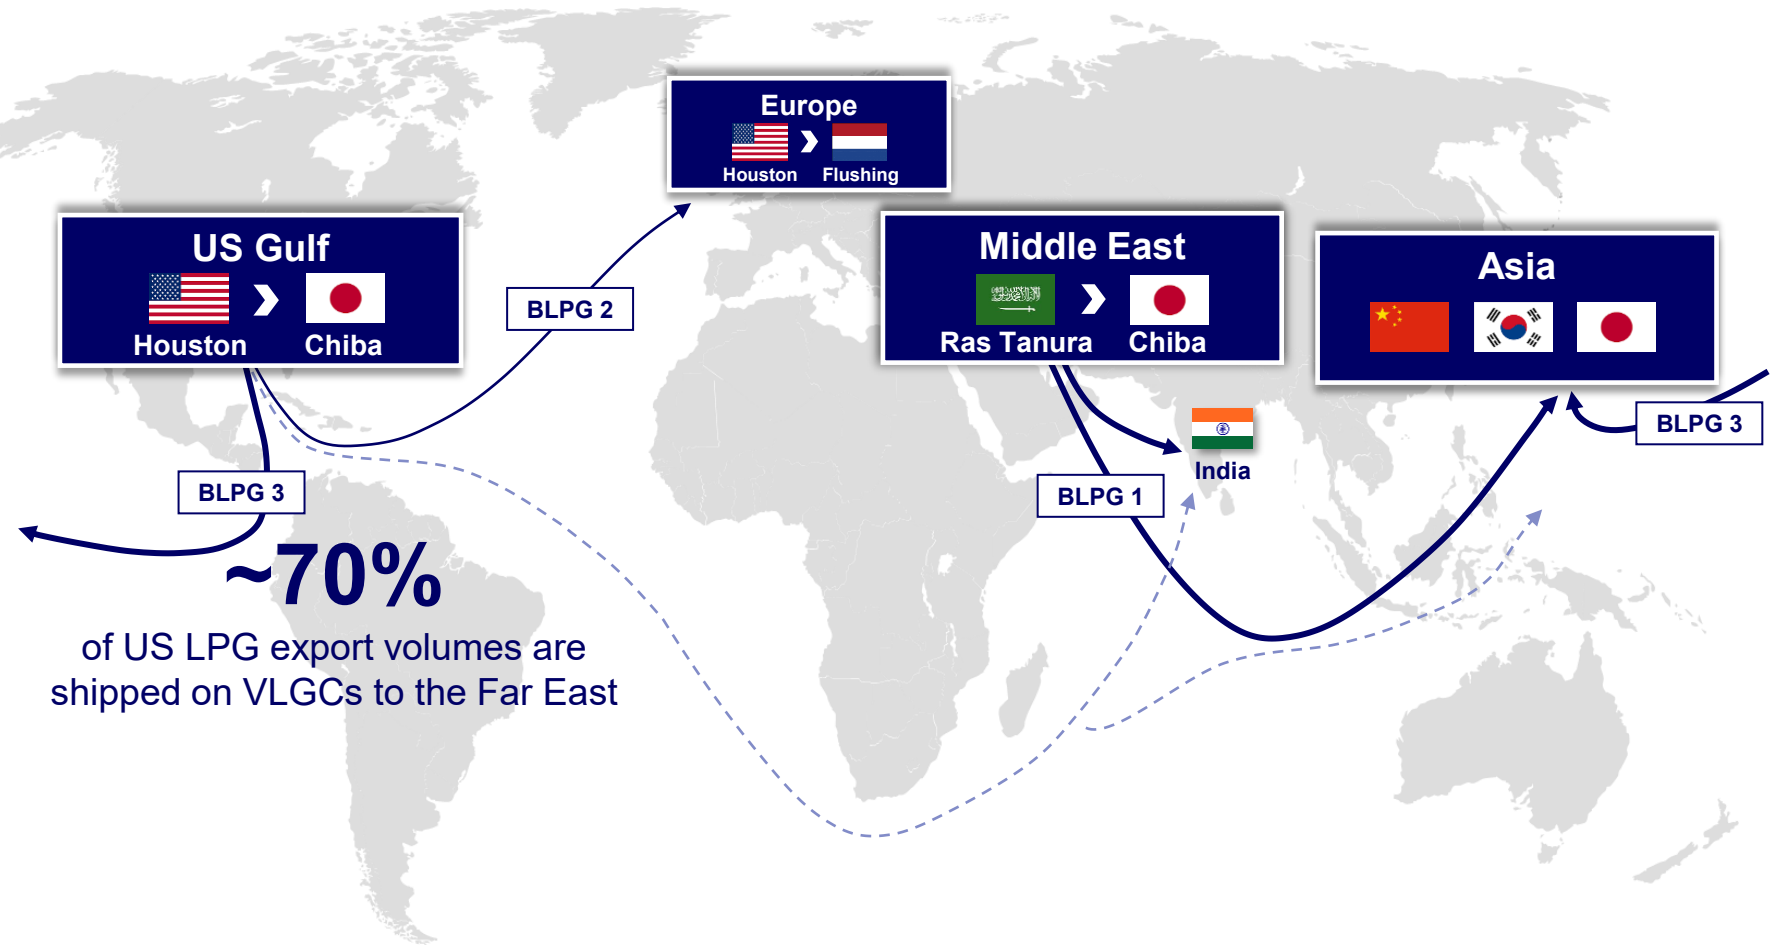 Europe
Houston
Flushing
US Gulf
Houston
Chiba
Middle East
Ras Tanura
Chiba
Asia
BLPG 2
BLPG 3
India
BLPG 3
BLPG 1
~70%
of US LPG export volumes are
shipped on VLGCs to the Far East